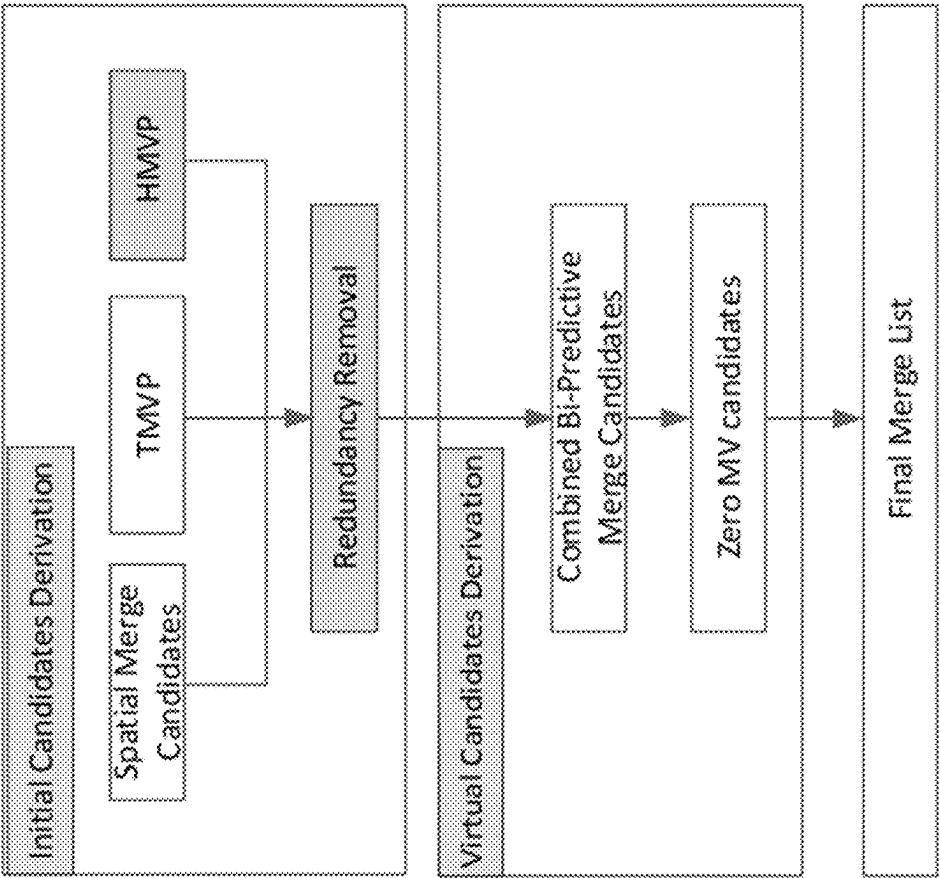 Initial Candidates Derivation
Spatial Merge
Candidates
TMVP
HMVP
Redundancy Removal
Virtual Candidates Derivation
Combined Bi-Predictive
Merge Candidates
Zero MV candidates
Final Merge List